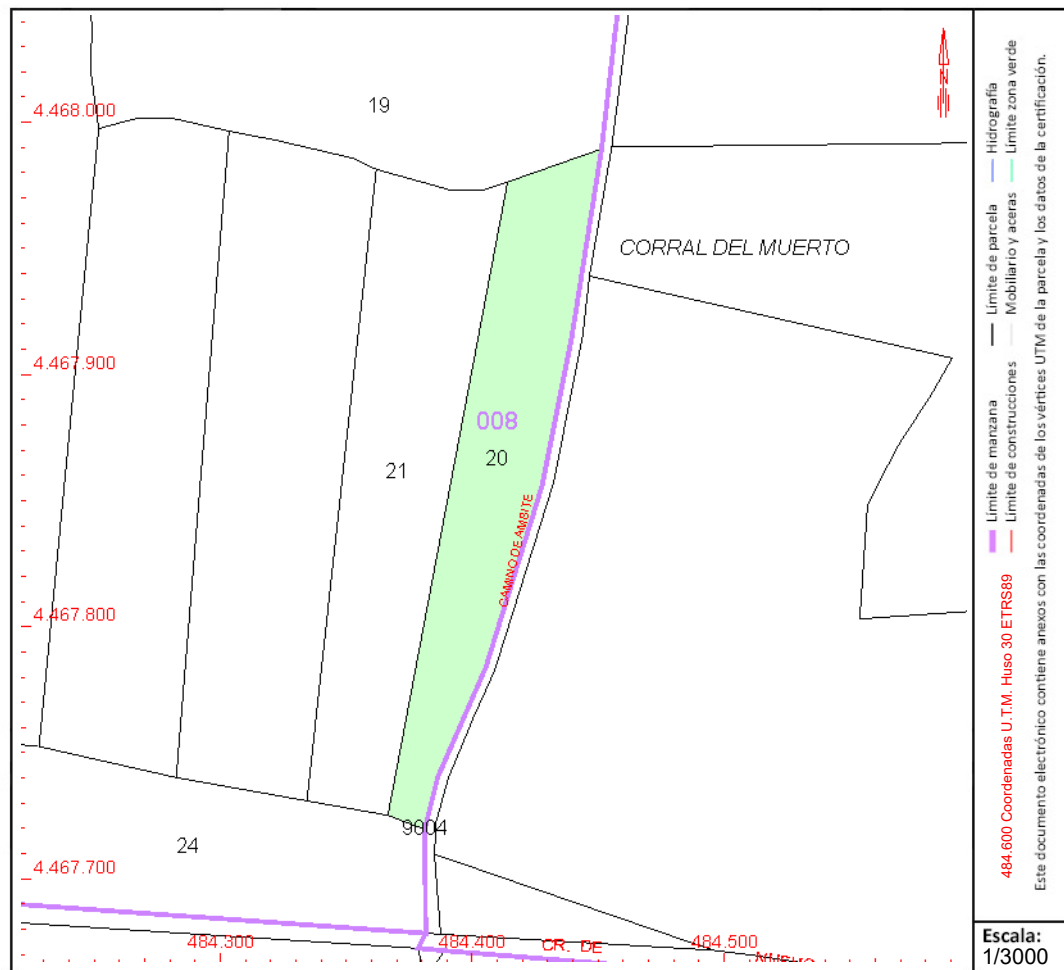 19
4.468.000
N
CORRAL DEL MUERTO
4.467.900
008
20
21
CAMINO DE AMBITE
4.467.800
9004
24
4.467.700
484.300
484.400
CR. DE
484.500
484.600 Coordenadas U.T.M. Huso 30 ETRS89
Límite de manzana
Límite de parcela
Hidrografía
Límite de construcciones
Mobiliario y aceras
Límite zona verde
Este documento electrónico contiene anexos con las coordenadas de los vértices UTM de la parcela y los datos de la certificación.
Escala:
1/3000